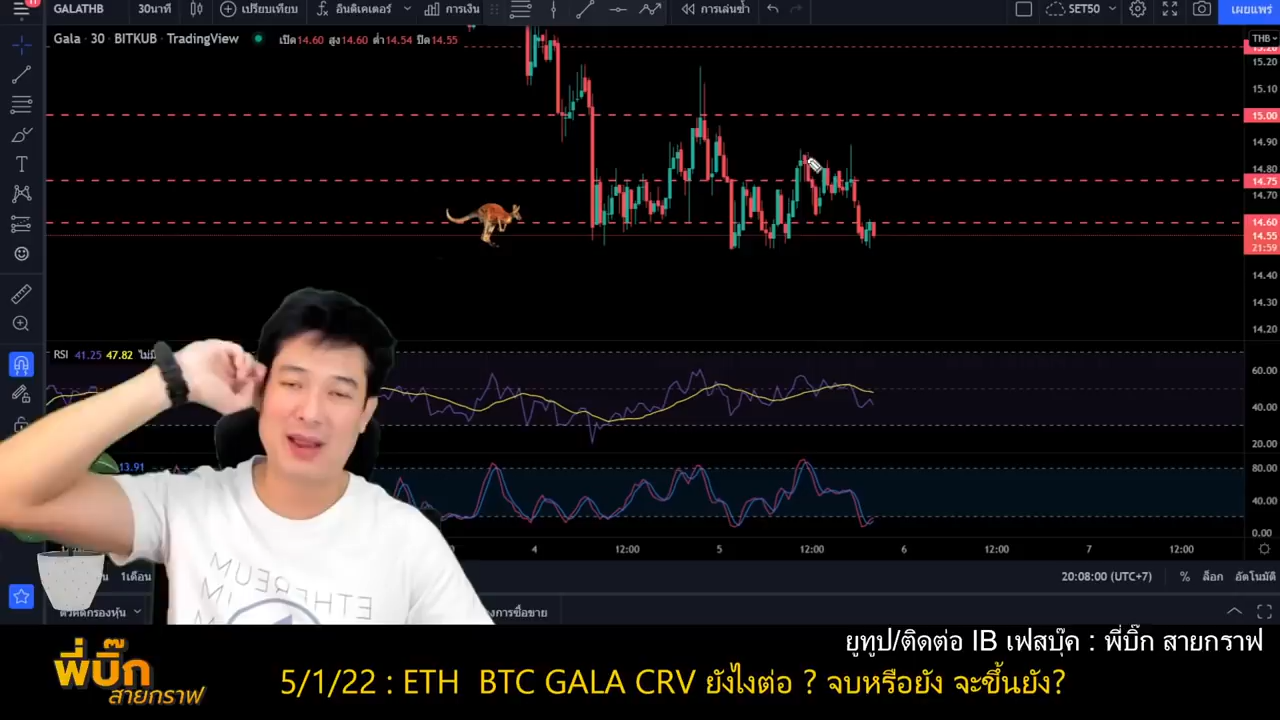 11
GALATHB 30นาที เปรียบเทียบ อินดิเคเตอร์ การเงิน การเล่นซ้ำ SET50 เผยแพร่
Gala · 30 · BITKUB · TradingView เปิด14.60 สูง14.60 ต่ำ14.54 ปิด14.55
THB
15.20
15.10
15.00
14.90
14.80
14.75
14.70
14.60
14.55
21:59
14.40
14.30
14.20
RSI 41.25 47.82
60.00
40.00
20.00
13.91
80.00
40.00
0.00
4 12:00 5 12:00 6 12:00 7 12:00
1เดือน 20:08:00 (UTC+7) % ล็อก อัตโนมัติ
ETHEREUM
พี่บิ๊ก
สายกราฟ
ยูทูป/ติดต่อ IB เฟสบุ๊ค : พี่บิ๊ก สายกราฟ
5/1/22 : ETH BTC GALA CRV ยังไงต่อ ? จบหรือยัง จะขึ้นยัง?